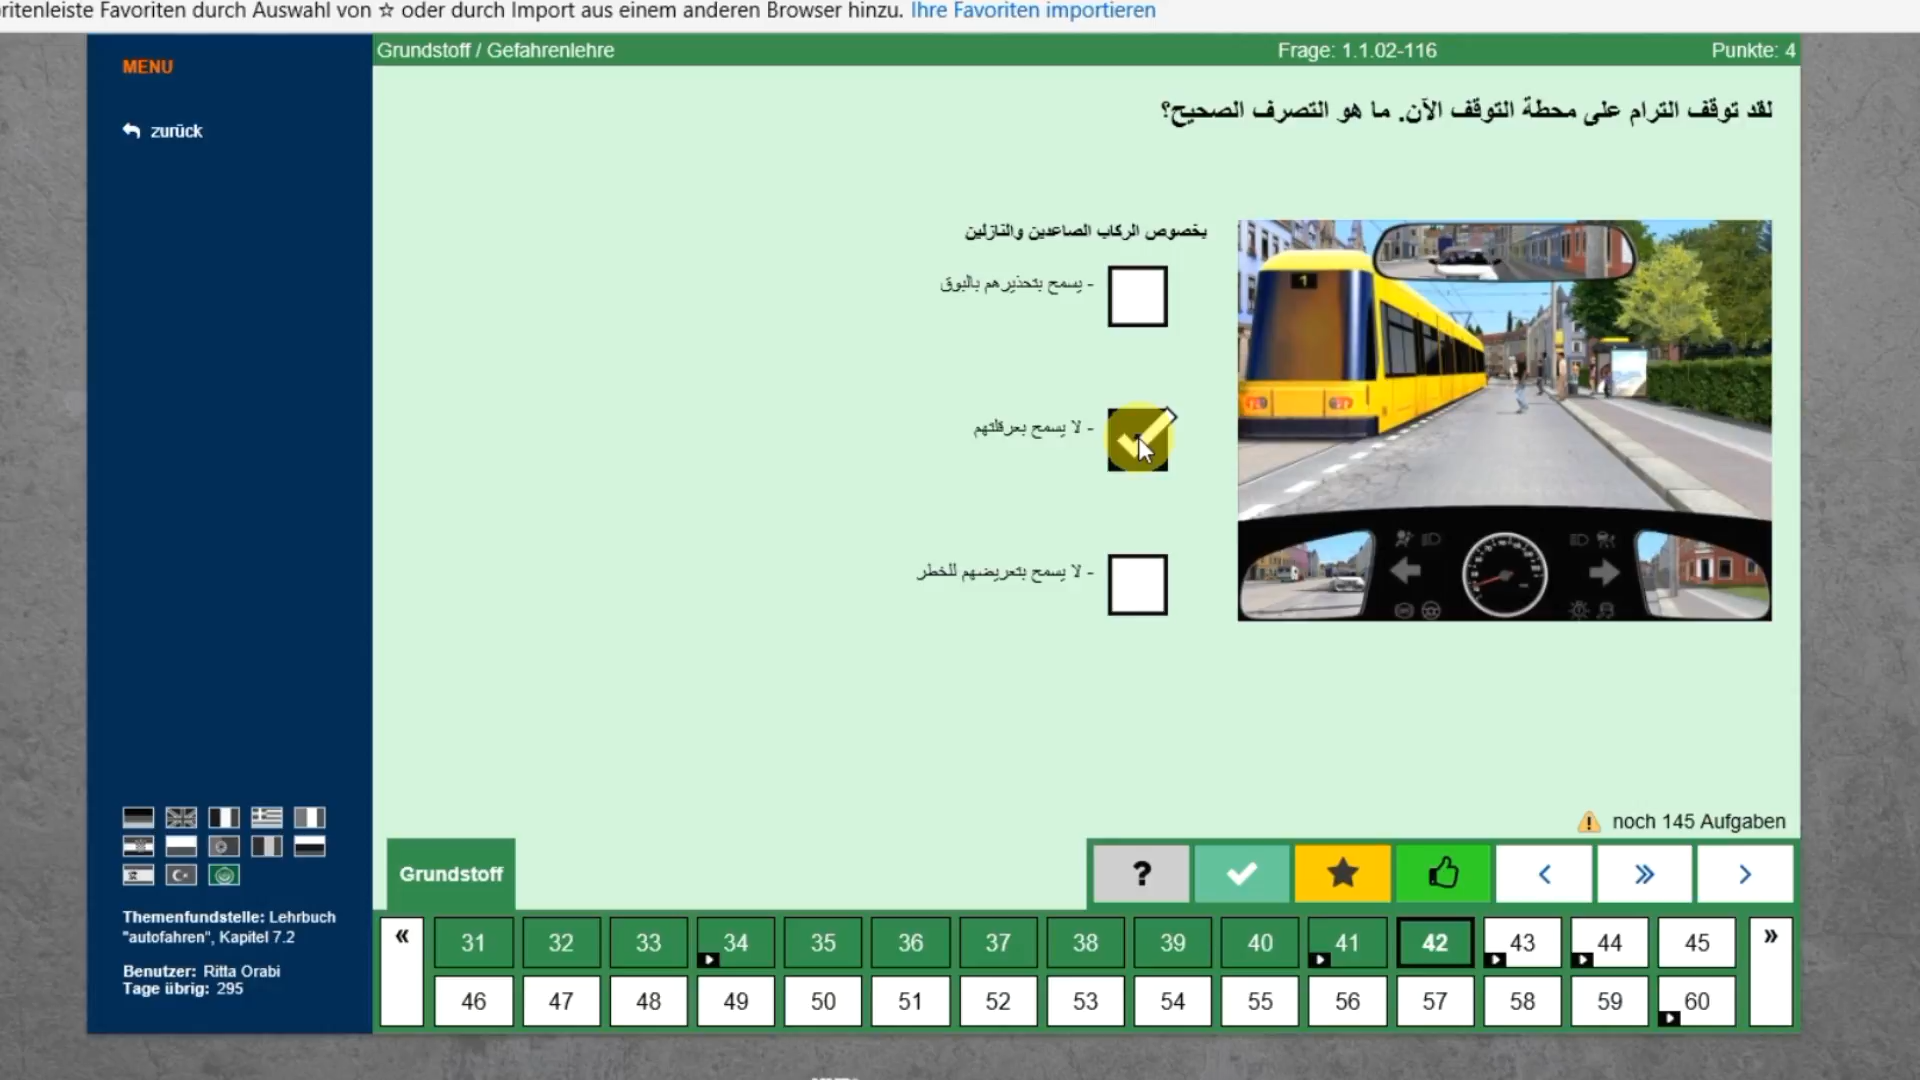 ritenleiste Favoriten durch Auswahl von ☆ oder durch Import aus einem anderen Browser hinzu. Ihre Favoriten importieren
MENU
zurück
Grundstoff / Gefahrenlehre
Frage: 1.1.02-116
Punkte: 4
لقد توقف الترام على محطة التوقف الآن. ما هو التصرف الصحيح؟
بخصوص الركاب الصاعدين والنازلين
- يسمح بتحذيرهم بالبوق
- لا يسمح بعرقلتهم
- لا يسمح بتعريضهم للخطر
1
noch 145 Aufgaben
Themenfundstelle: Lehrbuch
"autofahren", Kapitel 7.2
Benutzer: Ritta Orabi
Tage übrig: 295
Grundstoff
?
« 31 32 33 34 35 36 37 38 39 40 41 42 43 44 45 »
46 47 48 49 50 51 52 53 54 55 56 57 58 59 60